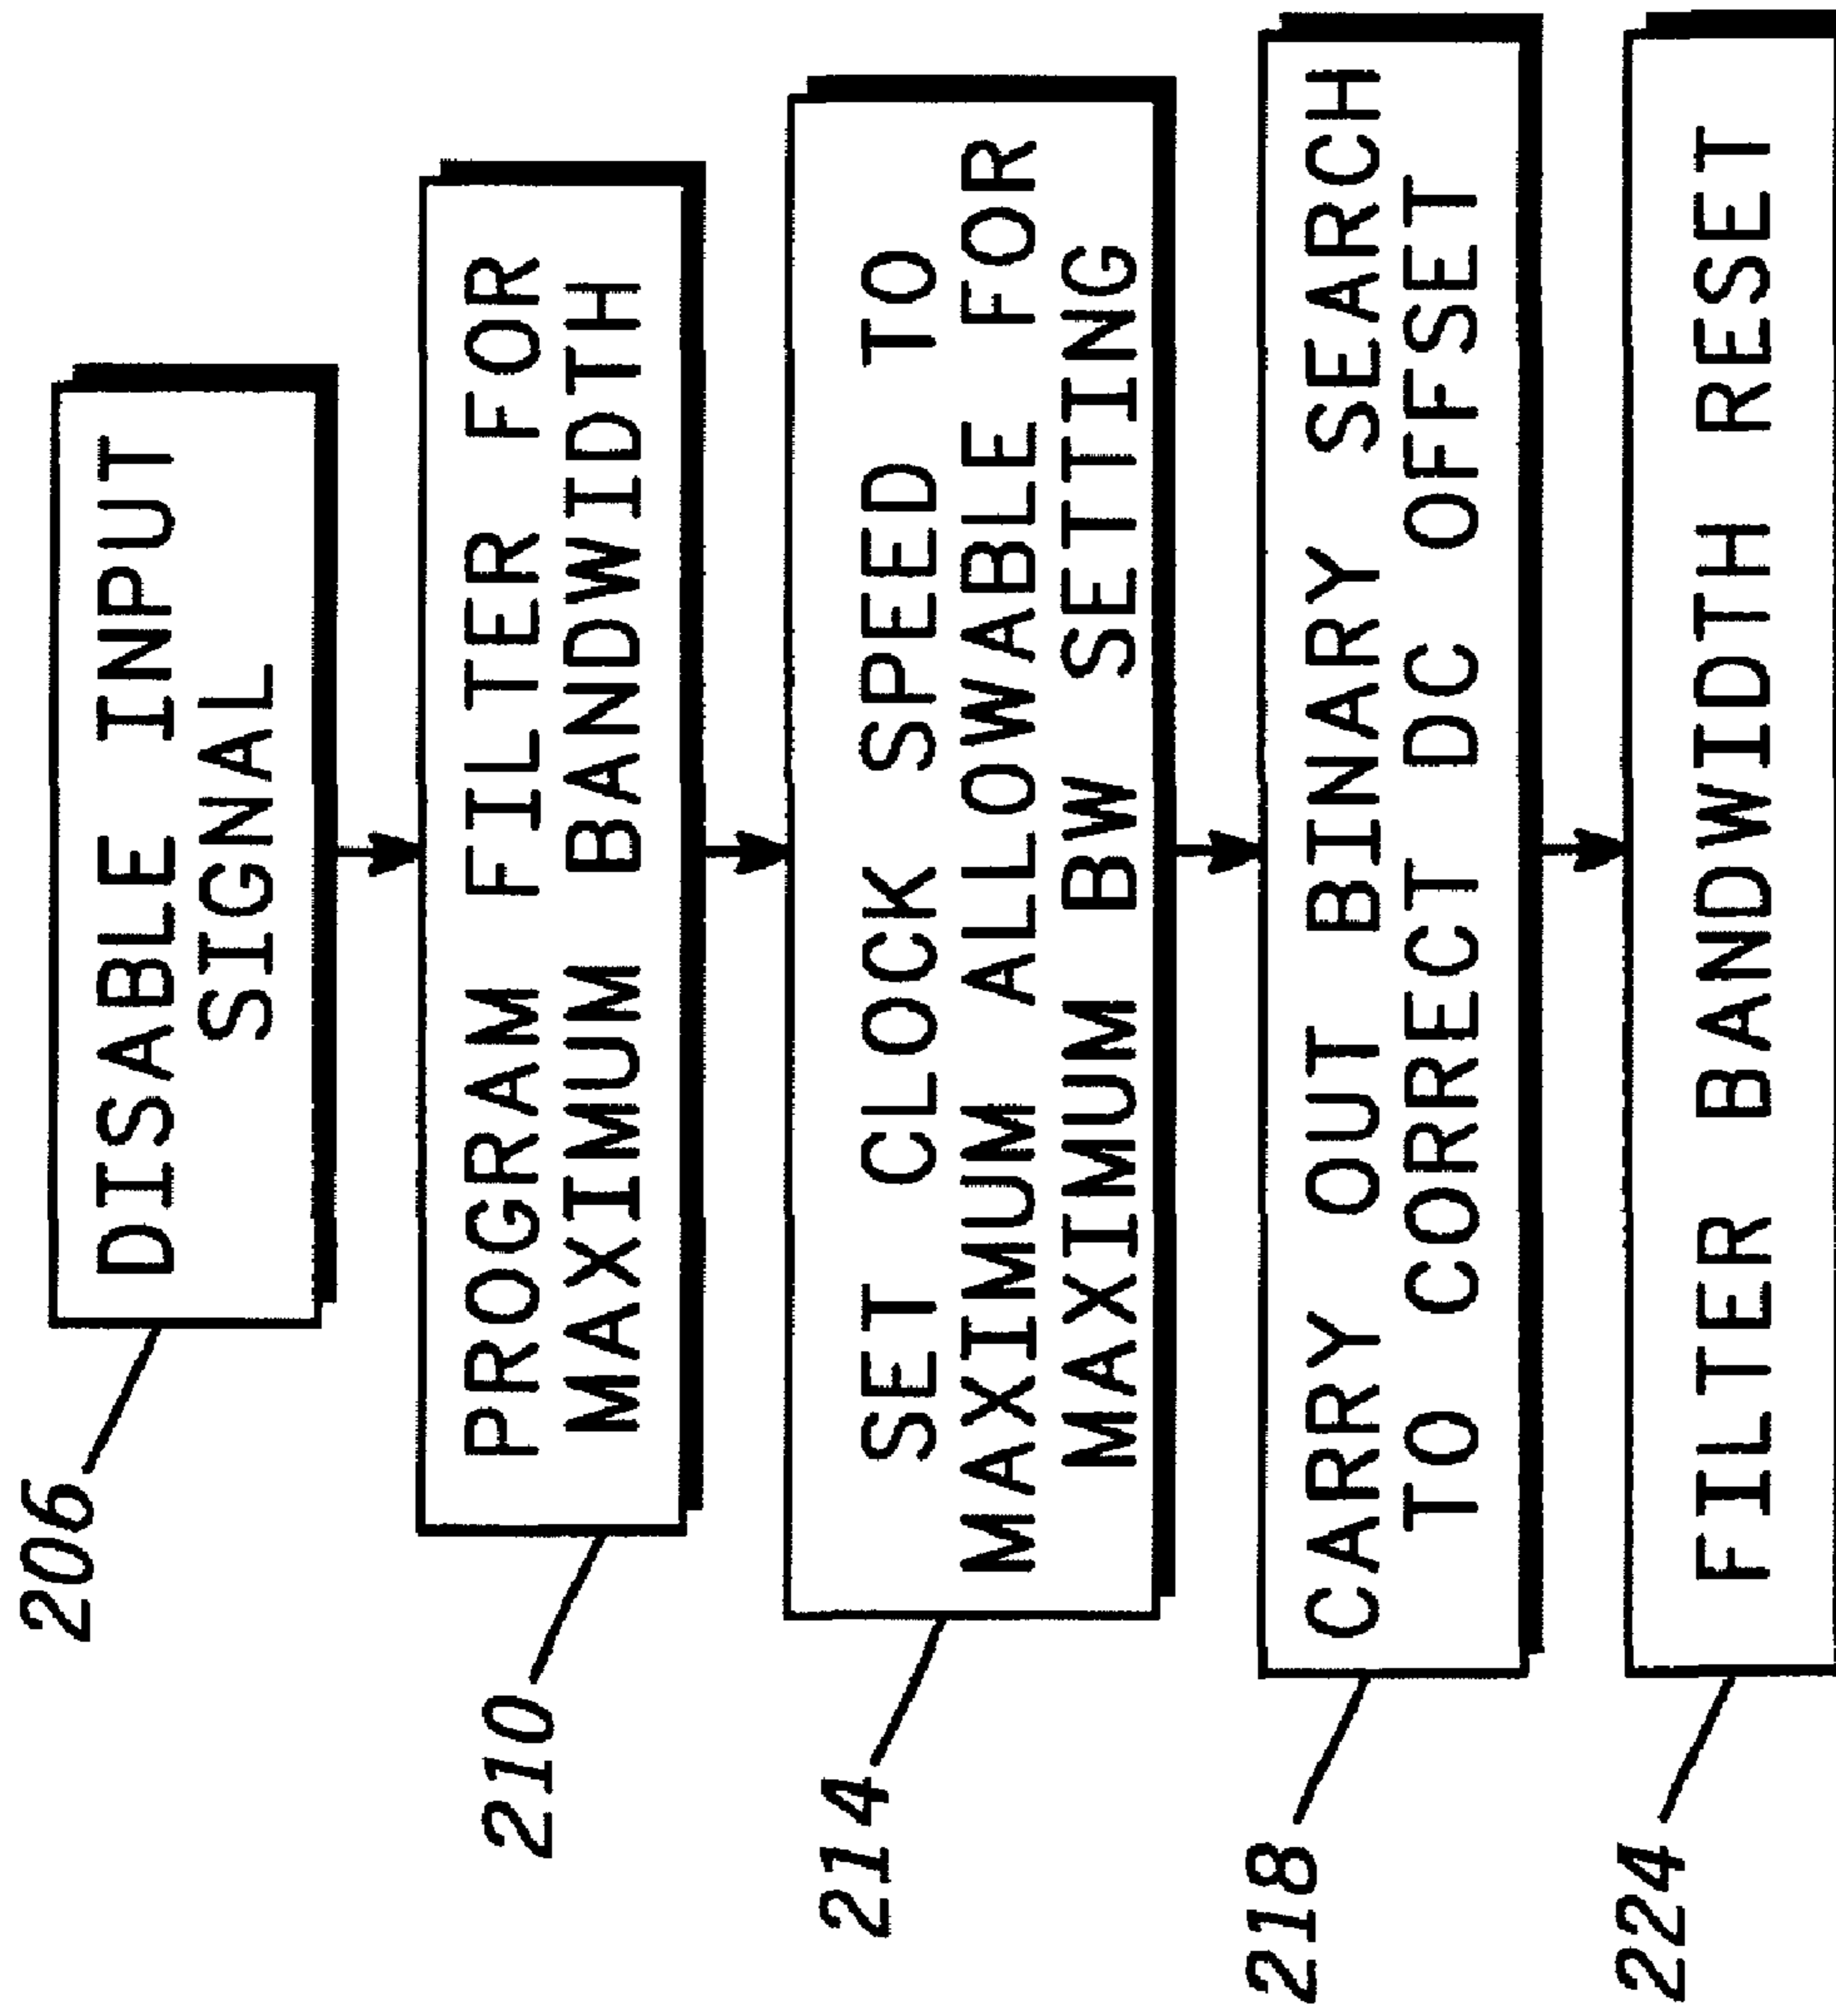 206
DISABLE INPUT
SIGNAL
210
PROGRAM FILTER FOR
MAXIMUM BANDWIDTH
214
SET CLOCK SPEED TO
MAXIMUM ALLOWABLE FOR
MAXIMUM BW SETTING
218
CARRY OUT BINARY SEARCH
TO CORRECT DC OFFSET
224
FILTER BANDWIDTH RESET